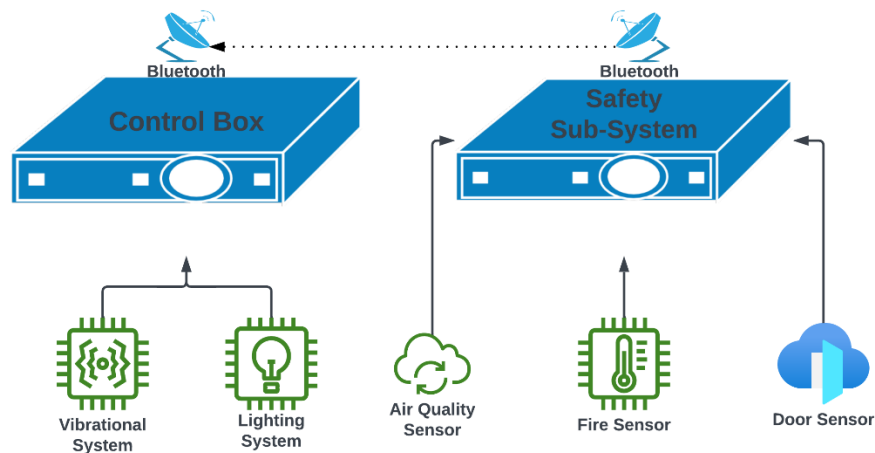 Bluetooth
Bluetooth
Control Box
Safety
Sub-System
Vibrational
System
Lighting
System
Air Quality
Sensor
Fire Sensor
Door Sensor